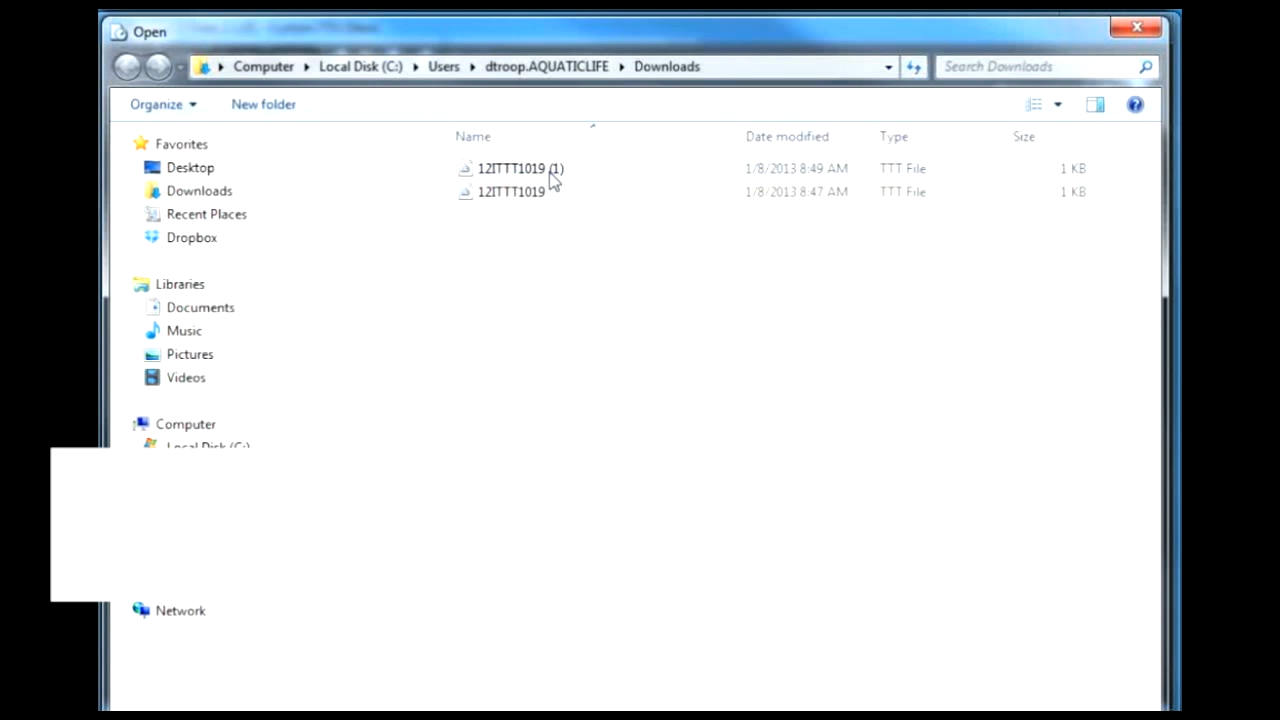 Open
Computer Local Disk (C:) Users dtroop.AQUATICLIFE Downloads Search Downloads
Organize New folder
Name Date modified Type Size
Favorites
Desktop
Downloads
Recent Places
Dropbox
Libraries
Documents
Music
Pictures
Videos
Computer
Local Disk (C:)
Network
12ITTT1019 (1) 1/8/2013 8:49 AM TTT File 1 KB
12ITTT1019 1/8/2013 8:47 AM TTT File 1 KB